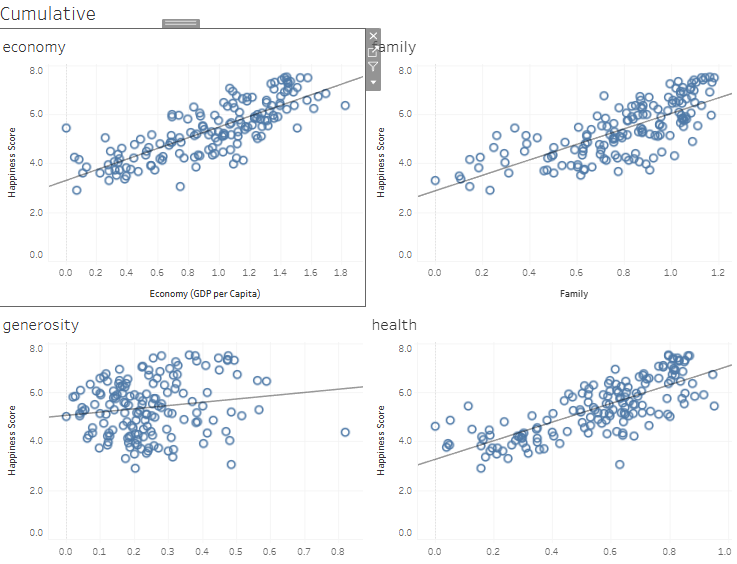 Cumulative
economy
8.0
6.0
4.0
2.0
0.0
Happiness Score
0.0 0.2 0.4 0.6 0.8 1.0 1.2 1.4 1.6 1.8
Economy (GDP per Capita)
family
8.0
6.0
4.0
2.0
0.0
Happiness Score
0.0 0.2 0.4 0.6 0.8 1.0 1.2
Family
generosity
8.0
6.0
4.0
2.0
0.0
Happiness Score
0.0 0.1 0.2 0.3 0.4 0.5 0.6 0.7 0.8
health
8.0
6.0
4.0
2.0
0.0
Happiness Score
0.0 0.2 0.4 0.6 0.8 1.0